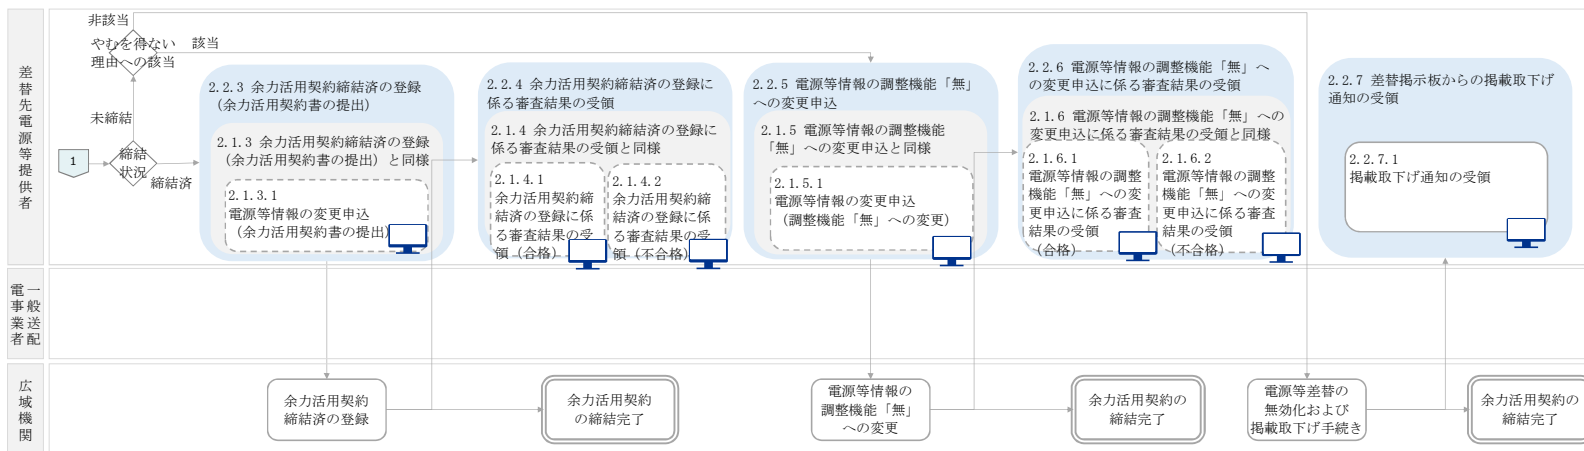 差替先電源等提供者
非該当
やむを得ない
理由への該当
該当
未締結
1
締結
状況
締結済
2.2.3 余力活用契約締結済の登録
（余力活用契約書の提出）
2.1.3 余力活用契約締結済の登録
（余力活用契約書の提出）と同様
2.1.3.1
電源等情報の変更申込
（余力活用契約書の提出）
2.2.4 余力活用契約締結済の登録に
係る審査結果の受領
2.1.4 余力活用契約締結済の登録に
係る審査結果の受領と同様
2.1.4.1
余力活用契約締
結済の登録に係
る審査結果の受
領（合格）
2.1.4.2
余力活用契約締
結済の登録に係
る審査結果の受
領（不合格）
2.2.5 電源等情報の調整機能「無」
への変更申込
2.1.5 電源等情報の調整機能
「無」への変更申込と同様
2.1.5.1
電源等情報の変更申込
（調整機能「無」への変更）
2.2.6 電源等情報の調整機能「無」へ
の変更申込に係る審査結果の受領
2.1.6 電源等情報の調整機能「無」への
変更申込に係る審査結果の受領と同様
2.1.6.1
電源等情報の調整
機能「無」への変
更申込に係る審査
結果の受領
（合格）
2.1.6.2
電源等情報の調整
機能「無」への変
更申込に係る審査
結果の受領
（不合格）
2.2.7 差替掲示板からの掲載取下げ
通知の受領
2.2.7.1
掲載取下げ通知の受領
一般送配
電事業者
広域機関
余力活用契約
締結済の登録
余力活用契約
の締結完了
電源等情報の
調整機能「無」
への変更
余力活用契約の
締結完了
電源等差替の
無効化および
掲載取下げ手続き
余力活用契約の
締結完了